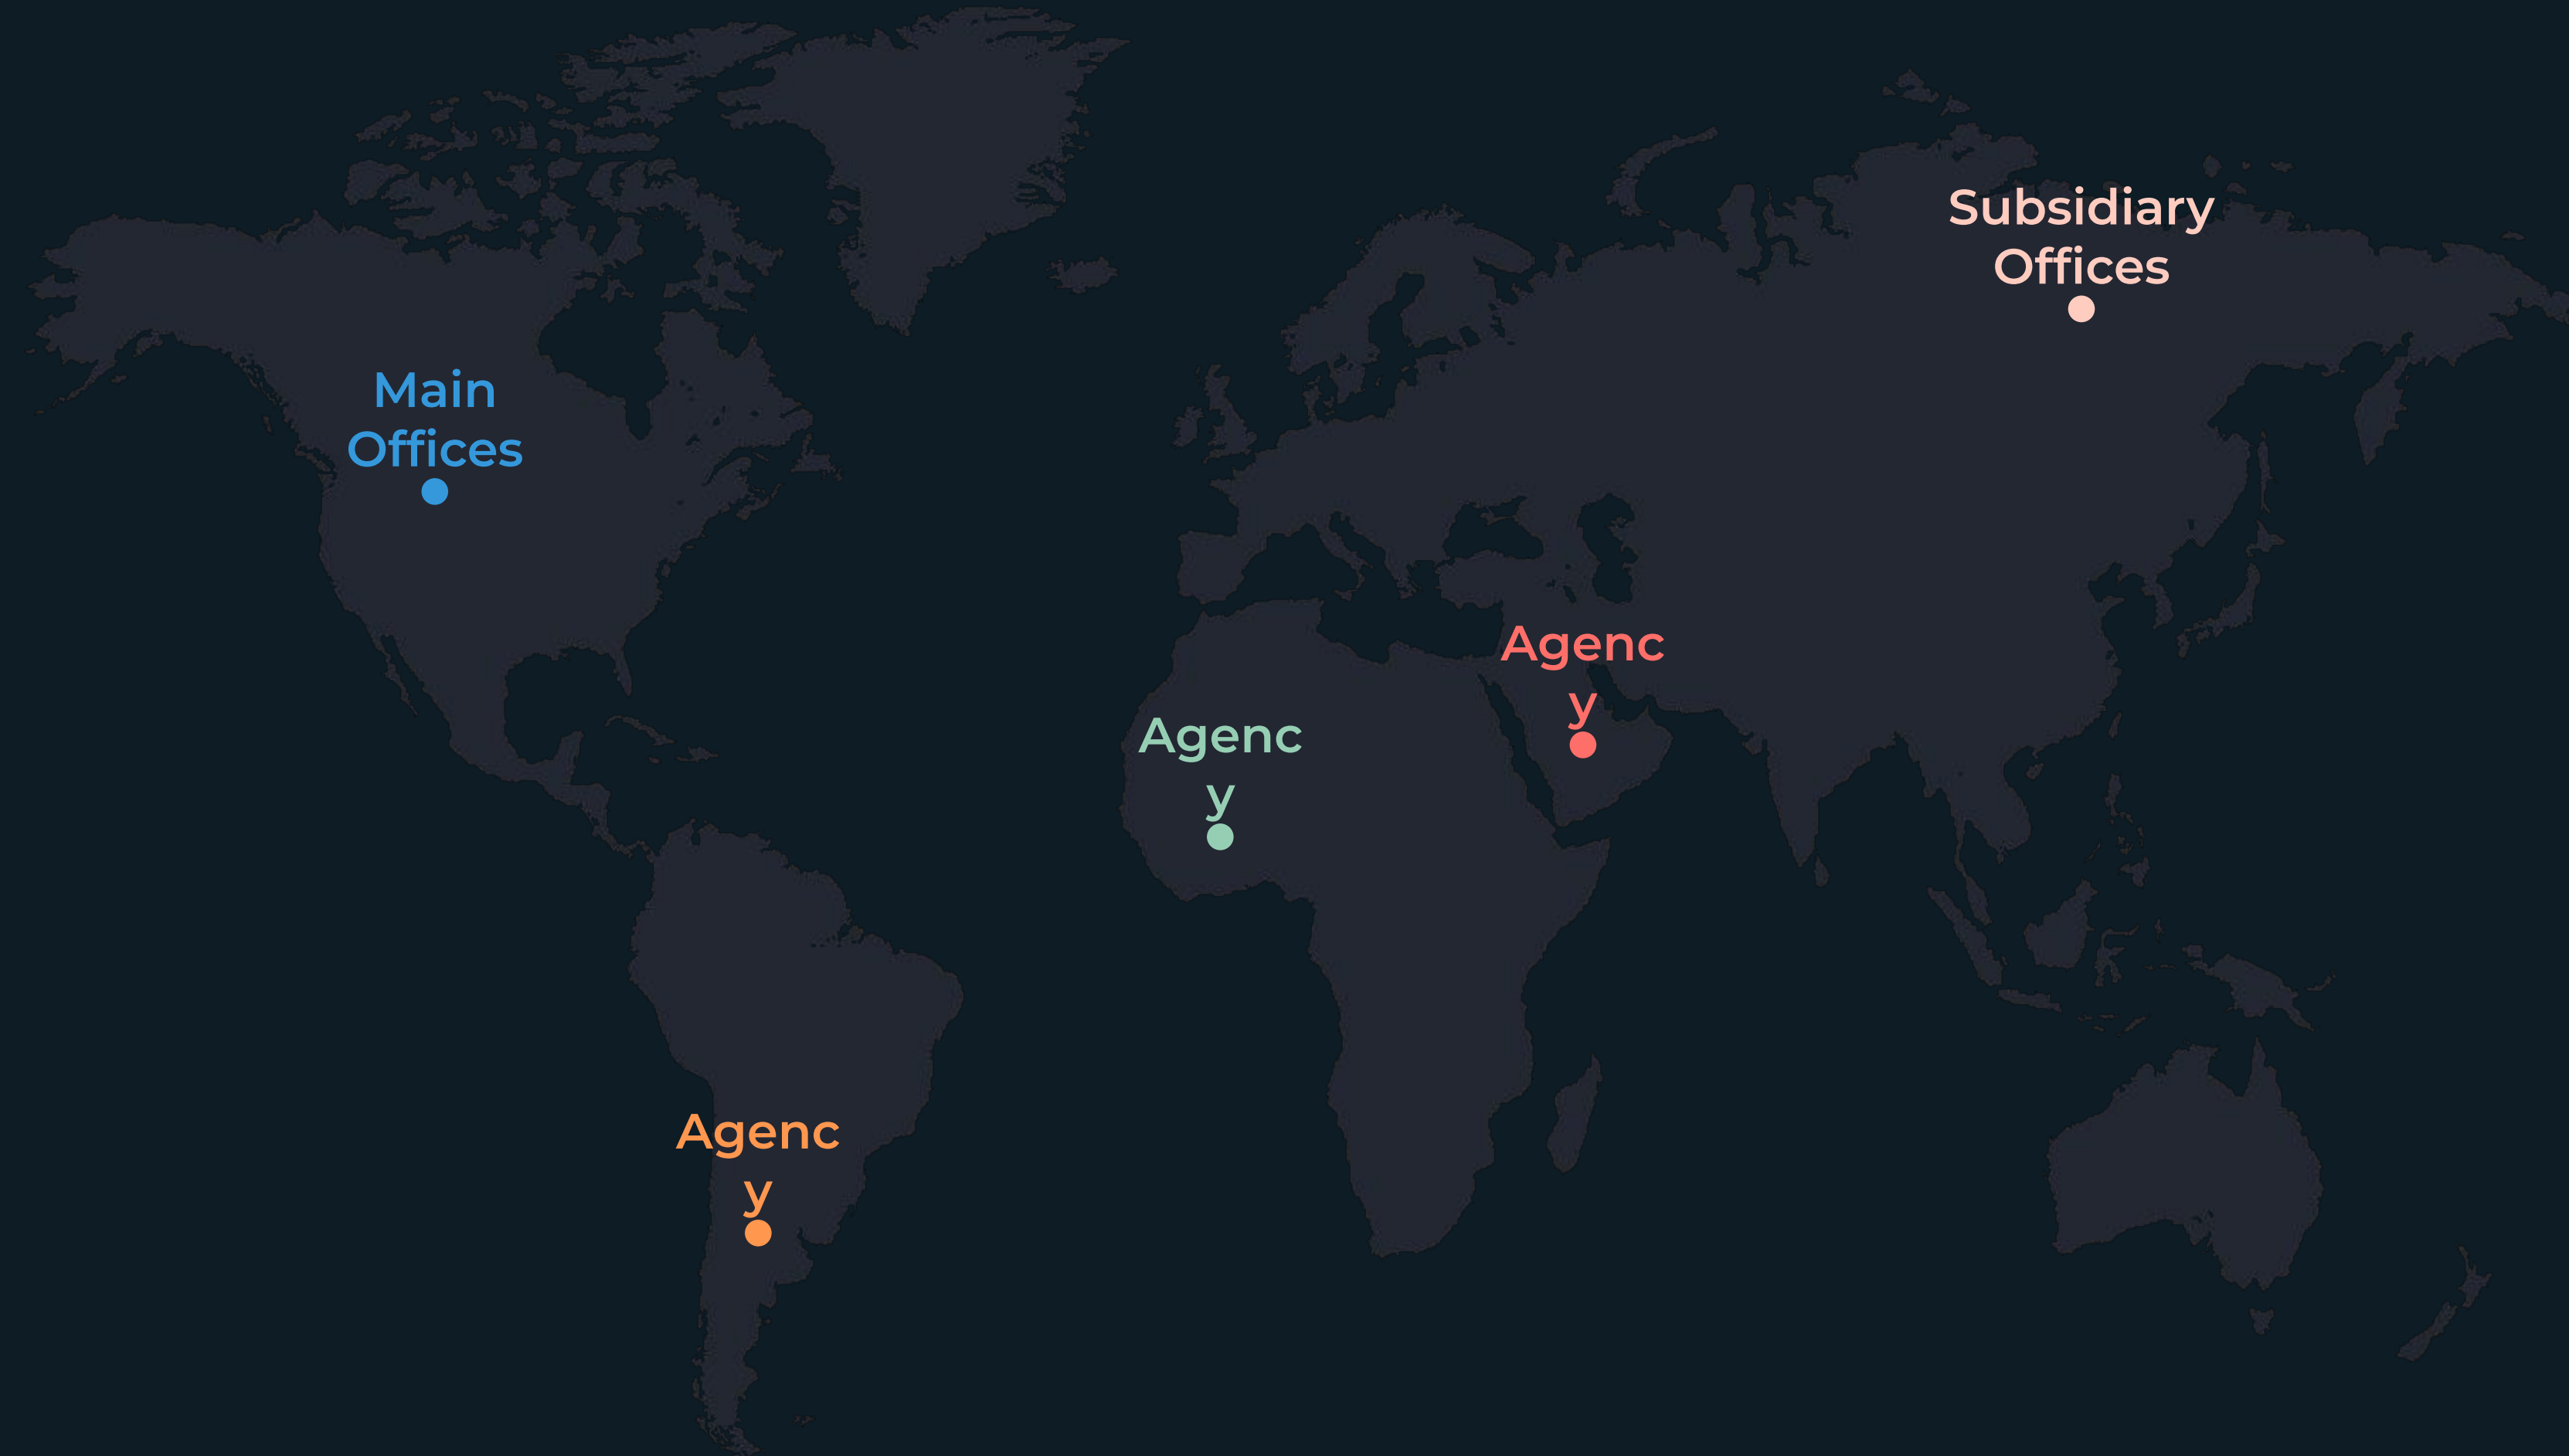 Subsidiary
Offices
Main
Offices
Agenc
y
Agenc
y
Agenc
y